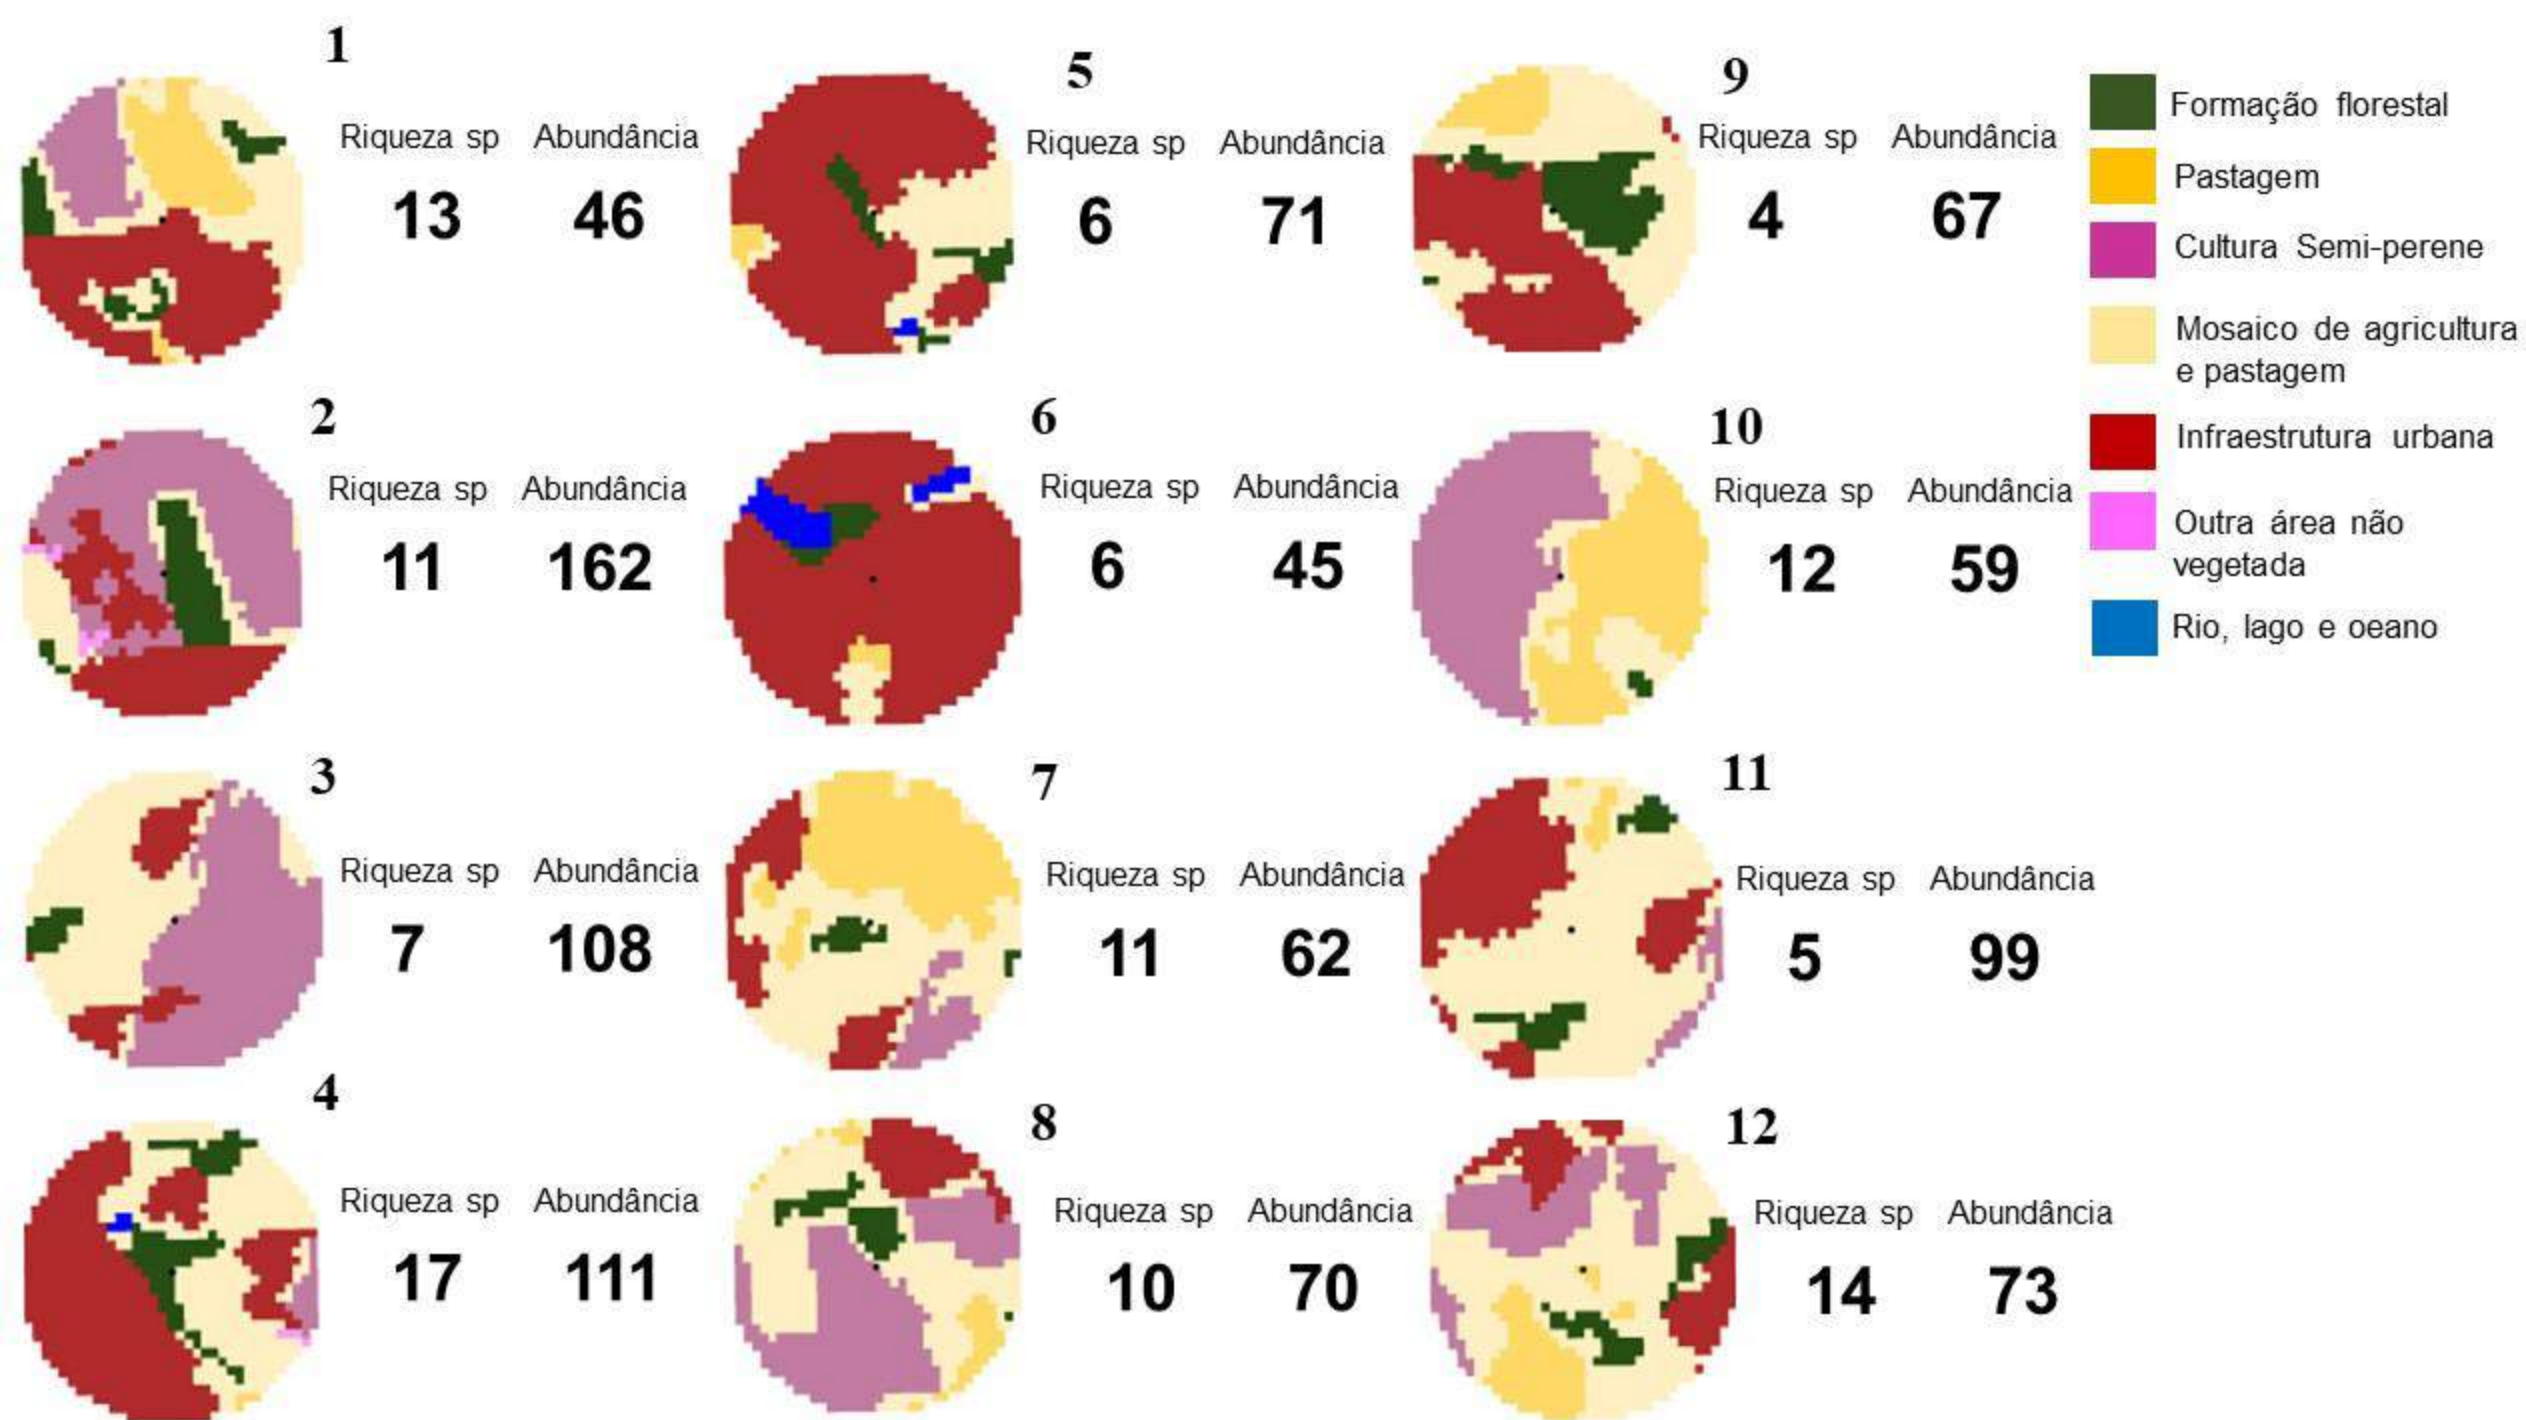 1
Riqueza sp Abundância
13 46
5
Riqueza sp Abundância
6 71
9
Riqueza sp Abundância
4 67
2
Riqueza sp Abundância
11 162
6
Riqueza sp Abundância
6 45
10
Riqueza sp Abundância
12 59
3
Riqueza sp Abundância
7 108
7
Riqueza sp Abundância
11 62
11
Riqueza sp Abundância
5 99
4
Riqueza sp Abundância
17 111
8
Riqueza sp Abundância
10 70
12
Riqueza sp Abundância
14 73
Formação florestal
Pastagem
Cultura Semi-perene
Mosaico de agricultura
e pastagem
Infraestrutura urbana
Outra área não
vegetada
Rio, lago e oeano